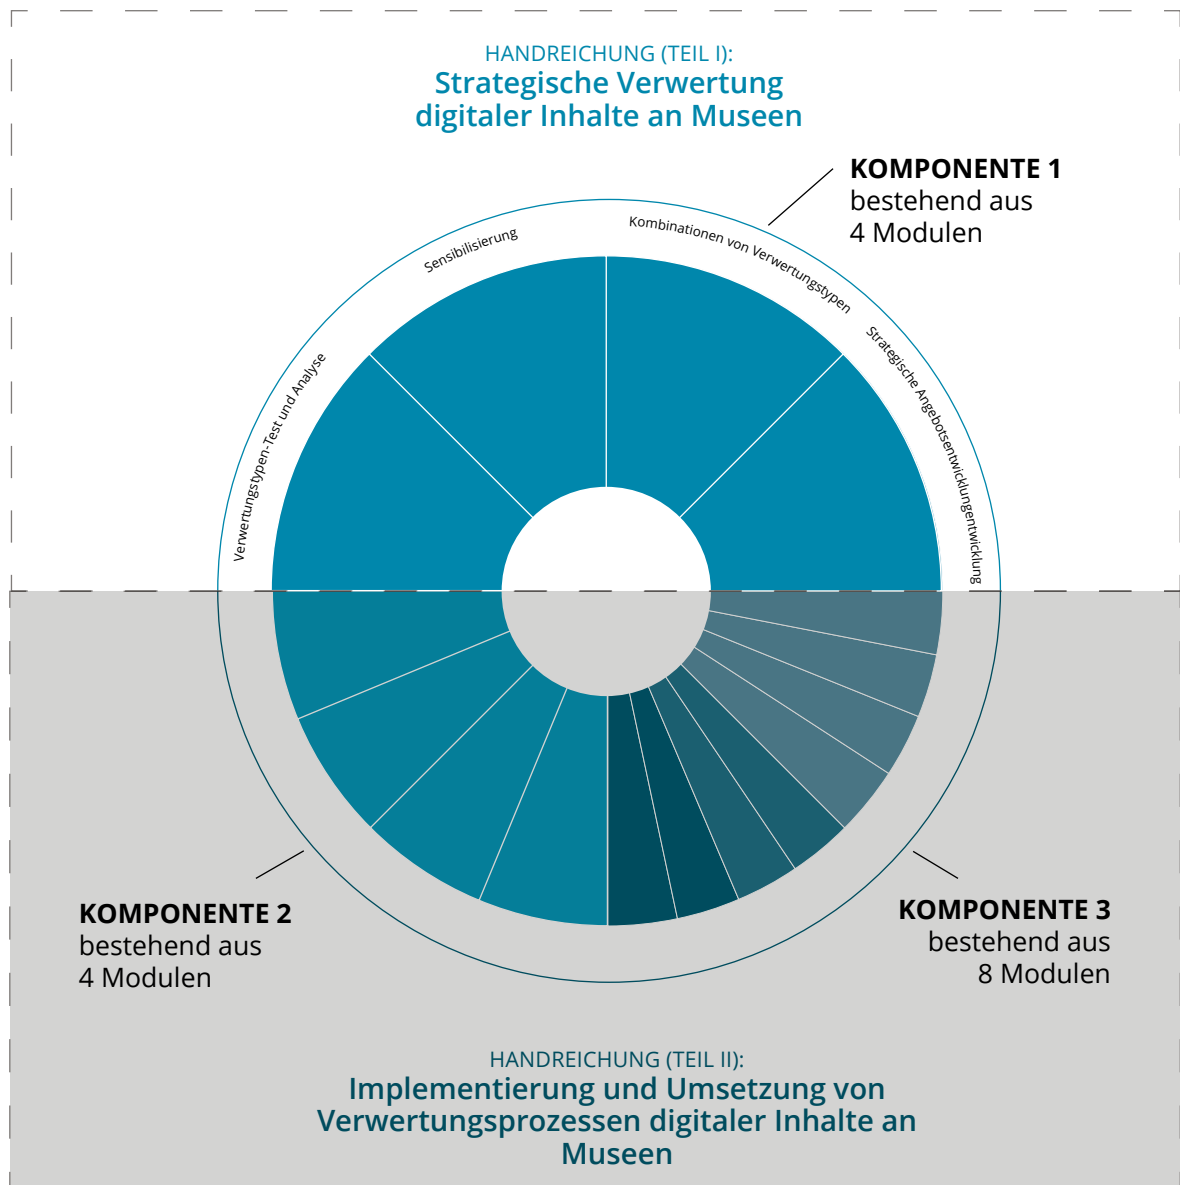 HANDREICHUNG (TEIL I):
Strategische Verwertung
digitaler Inhalte an Museen
KOMPONENTE 1
bestehend aus
4 Modulen
Verwertungstypen-Test und Analyse
Sensibilisierung
Kombinationen von Verwertungstypen
Strategische Angebotsentwicklungentwicklung
KOMPONENTE 2
bestehend aus
4 Modulen
KOMPONENTE 3
bestehend aus
8 Modulen
HANDREICHUNG (TEIL II):
Implementierung und Umsetzung von
Verwertungsprozessen digitaler Inhalte an
Museen